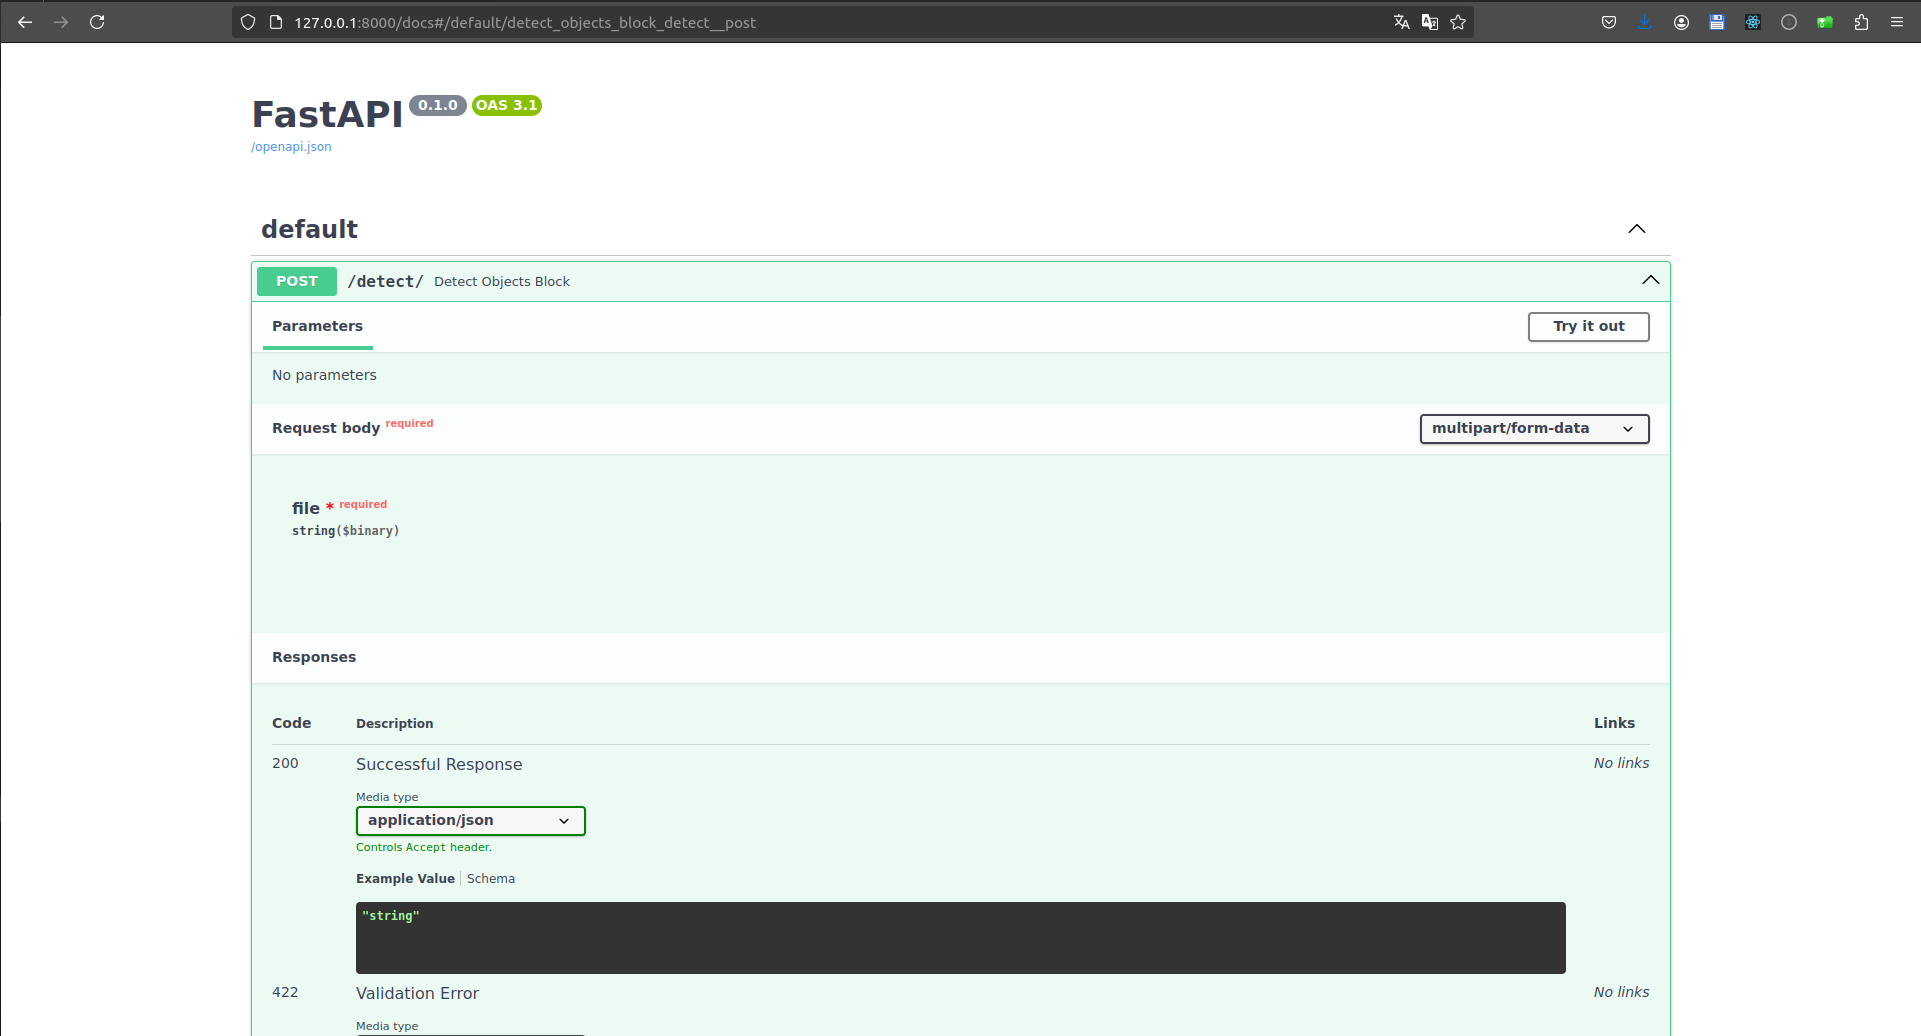 127.0.0.1:8000/docs#/default/detect_objects_block_detect__post
FastAPI 0.1.0 OAS 3.1
/openapi.json
default
POST /detect/ Detect Objects Block
Parameters Try it out
No parameters
Request body required multipart/form-data
file * required
string($binary)
Responses
Code Description Links
200 Successful Response No links
Media type
application/json
Controls Accept header.
Example Value Schema
"string"
422 Validation Error No links
Media type